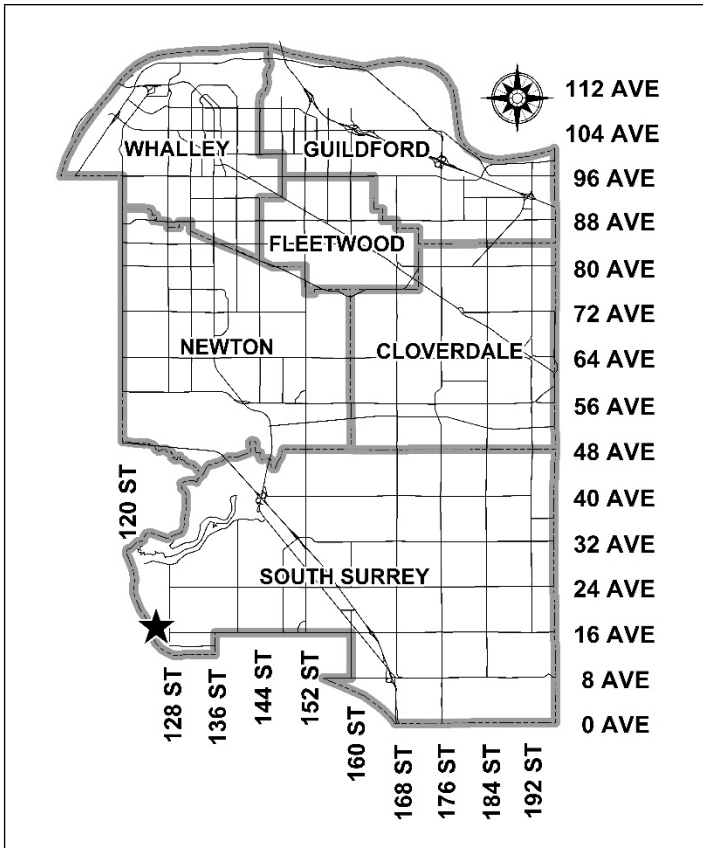 112 AVE
104 AVE
WHALLEY
GUILDFORD
96 AVE
88 AVE
FLEETWOOD
80 AVE
72 AVE
NEWTON
CLOVERDALE
64 AVE
56 AVE
48 AVE
120 ST
40 AVE
32 AVE
SOUTH SURREY
24 AVE
16 AVE
128 ST
136 ST
144 ST
152 ST
160 ST
8 AVE
0 AVE
168 ST
176 ST
184 ST
192 ST